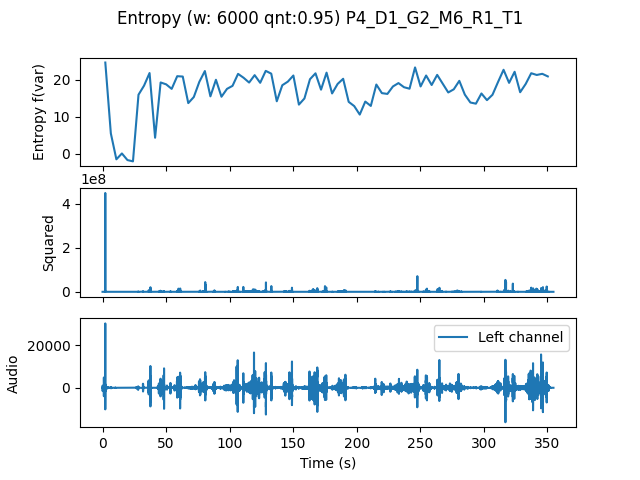 Entropy (w: 6000 qnt:0.95) P4_D1_G2_M6_R1_T1
Entropy f(var)
20
10
0
1e8
Squared
4
2
0
Audio
20000
0
Left channel
0 50 100 150 200 250 300 350
Time (s)